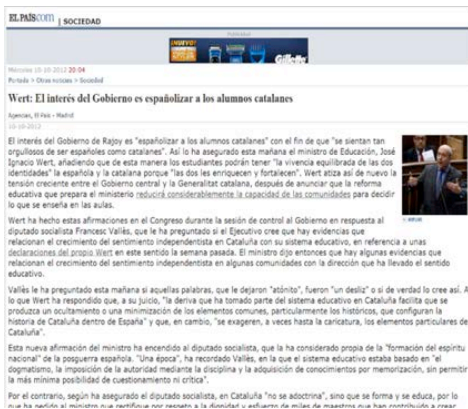 EL PAÍS.COM | SOCIEDAD
¡NUEVO!
Gillette
Miércoles 10-10-2012 20:04
Portada > Otras noticias > Sociedad
Wert: El interés del Gobierno es españolizar a los alumnos catalanes
Agencias, El País - Madrid
10-10-2012
El interés del Gobierno de Rajoy es "españolizar a los alumnos catalanes" con el fin de que "se sientan tan
orgullosos de ser españoles como catalanes". Así lo ha asegurado esta mañana el ministro de Educación, José
Ignacio Wert, añadiendo que de esta manera los estudiantes podrán tener "la vivencia equilibrada de las dos
identidades" la española y la catalana porque "las dos les enriquecen y fortalecen". Wert atiza así de nuevo la
tensión creciente entre el Gobierno central y la Generalitat catalana, después de anunciar que la reforma
educativa que prepara el ministerio reducirá considerablemente la capacidad de las comunidades para decidir
lo que se enseña en las aulas.
Wert ha hecho estas afirmaciones en el Congreso durante la sesión de control al Gobierno en respuesta al
diputado socialista Francesc Vallès, que le ha preguntado si el Ejecutivo cree que hay evidencias que
relacionan el crecimiento del sentimiento independentista en Cataluña con su sistema educativo, en referencia a unas
declaraciones del propio Wert en este sentido la semana pasada. El ministro dijo entonces que hay algunas evidencias que
relacionan el crecimiento del sentimiento independentista en algunas comunidades con la dirección que ha llevado el sentido
educativo.
Vallès le ha preguntado esta mañana si aquellas palabras, que le dejaron "atónito", fueron "un desliz" o si de verdad lo cree así. A
lo que Wert ha respondido que, a su juicio, "la deriva que ha tomado parte del sistema educativo en Cataluña facilita que se
produzca un ocultamiento o una minimización de los elementos comunes, particularmente los históricos, que configuran la
historia de Cataluña dentro de España" y que, en cambio, "se exageren, a veces hasta la caricatura, los elementos particulares de
Cataluña".
Esta nueva afirmación del ministro ha encendido al diputado socialista, que la ha considerado propia de la "formación del espíritu
nacional" de la posguerra española. "Una época", ha recordado Vallès, en la que el sistema educativo estaba basado en "el
dogmatismo, la imposición de la autoridad mediante la disciplina y la adquisición de conocimientos por memorización, sin permitir
la más mínima posibilidad de cuestionamiento ni crítica".
Por el contrario, según ha asegurado el diputado socialista, en Cataluña "no se adoctrina", sino que se forma y se educa, por lo
que ha pedido al ministro que rectifique por respeto a la dignidad y esfuerzo de miles de maestros que han contribuido a crear